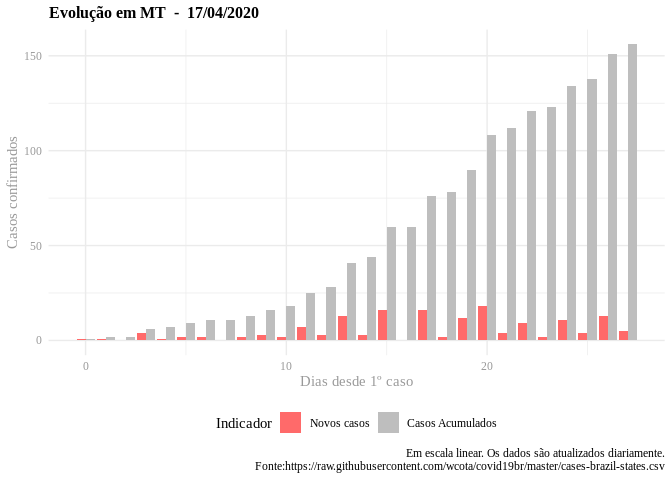 Evolução em MT - 17/04/2020
Casos confirmados
150
100
50
0
0 10 20
Dias desde 1º caso
Indicador Novos casos Casos Acumulados
Em escala linear. Os dados são atualizados diariamente.
Fonte:https://raw.githubusercontent.com/wcota/covid19br/master/cases-brazil-states.csv